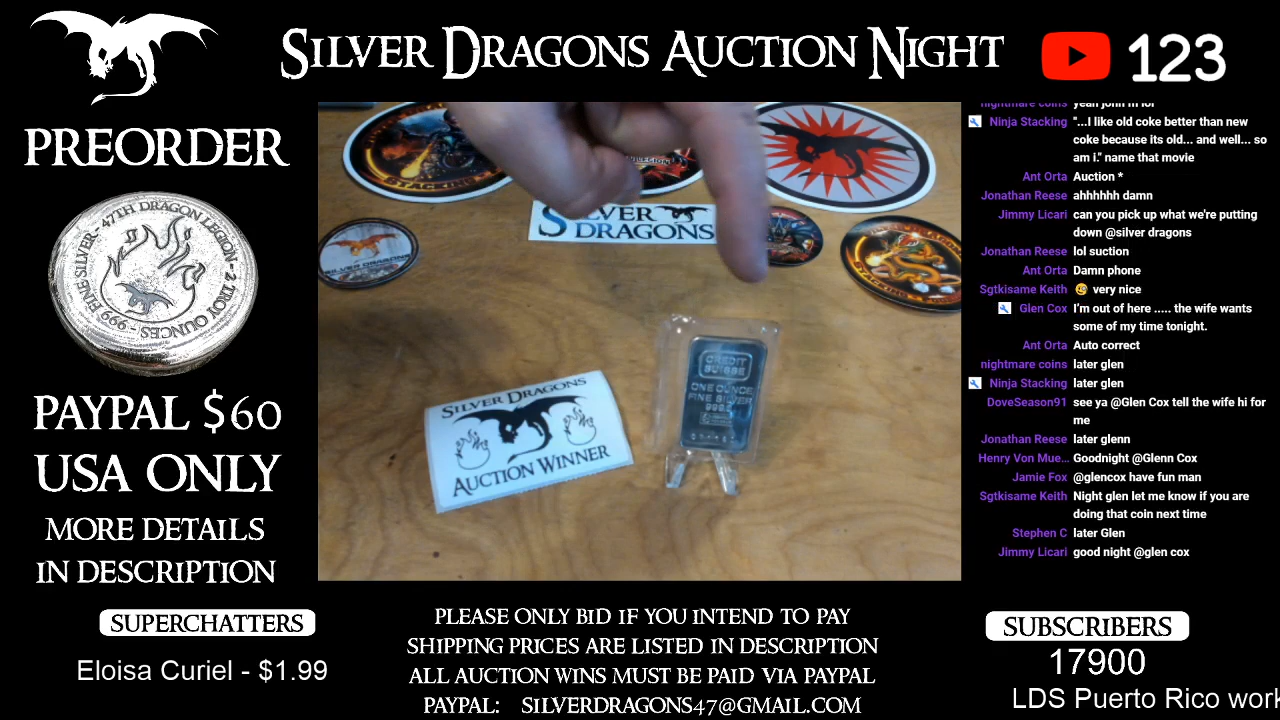 SILVER DRAGONS AUCTION NIGHT
123
PREORDER
47TH DRAGON LEGION - 2 TROY OUNCES - .999 FINE SILVER -
PAYPAL $60
USA ONLY
MORE DETAILS
IN DESCRIPTION
SILVER
DRAGONS
SILVER DRAGONS
SILVER DRAGONS
AUCTION WINNER
CREDIT
SUISSE
ONE OUNCE
FINE SILVER
nightmare coins yeah john m lol
Ninja Stacking "...I like old coke better than new
coke because its old... and well... so
am i." name that movie
Ant Orta Auction *
Jonathan Reese ahhhhhh damn
Jimmy Licari can you pick up what we're putting
down @silver dragons
Jonathan Reese lol suction
Ant Orta Damn phone
Sgtkisame Keith 🧐 very nice
Glen Cox I'm out of here ..... the wife wants
some of my time tonight.
Ant Orta Auto correct
nightmare coins later glen
Ninja Stacking later glen
DoveSeason91 see ya @Glen Cox tell the wife hi for
me
Jonathan Reese later glenn
Henry Von Mue... Goodnight @Glenn Cox
Jamie Fox @glencox have fun man
Sgtkisame Keith Night glen let me know if you are
doing that coin next time
Stephen C later Glen
Jimmy Licari good night @glen cox
SUPERCHATTERS
Eloisa Curiel - $1.99
PLEASE ONLY BID IF YOU INTEND TO PAY
SHIPPING PRICES ARE LISTED IN DESCRIPTION
ALL AUCTION WINS MUST BE PAID VIA PAYPAL
PAYPAL: SILVERDRAGONS47@GMAIL.COM
SUBSCRIBERS
17900
LDS Puerto Rico work